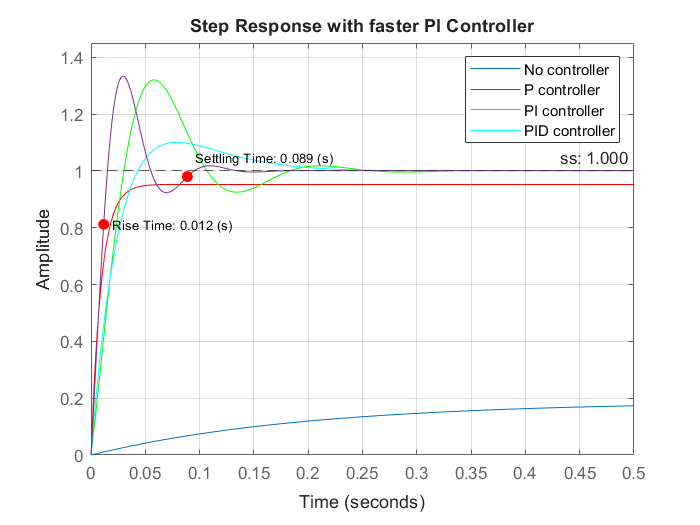 Step Response with faster PI Controller
1.4
1.2
1
0.8
0.6
0.4
0.2
0
Amplitude
No controller
P controller
PI controller
PID controller
ss: 1.000
Settling Time: 0.089 (s)
Rise Time: 0.012 (s)
0 0.05 0.1 0.15 0.2 0.25 0.3 0.35 0.4 0.45 0.5
Time (seconds)